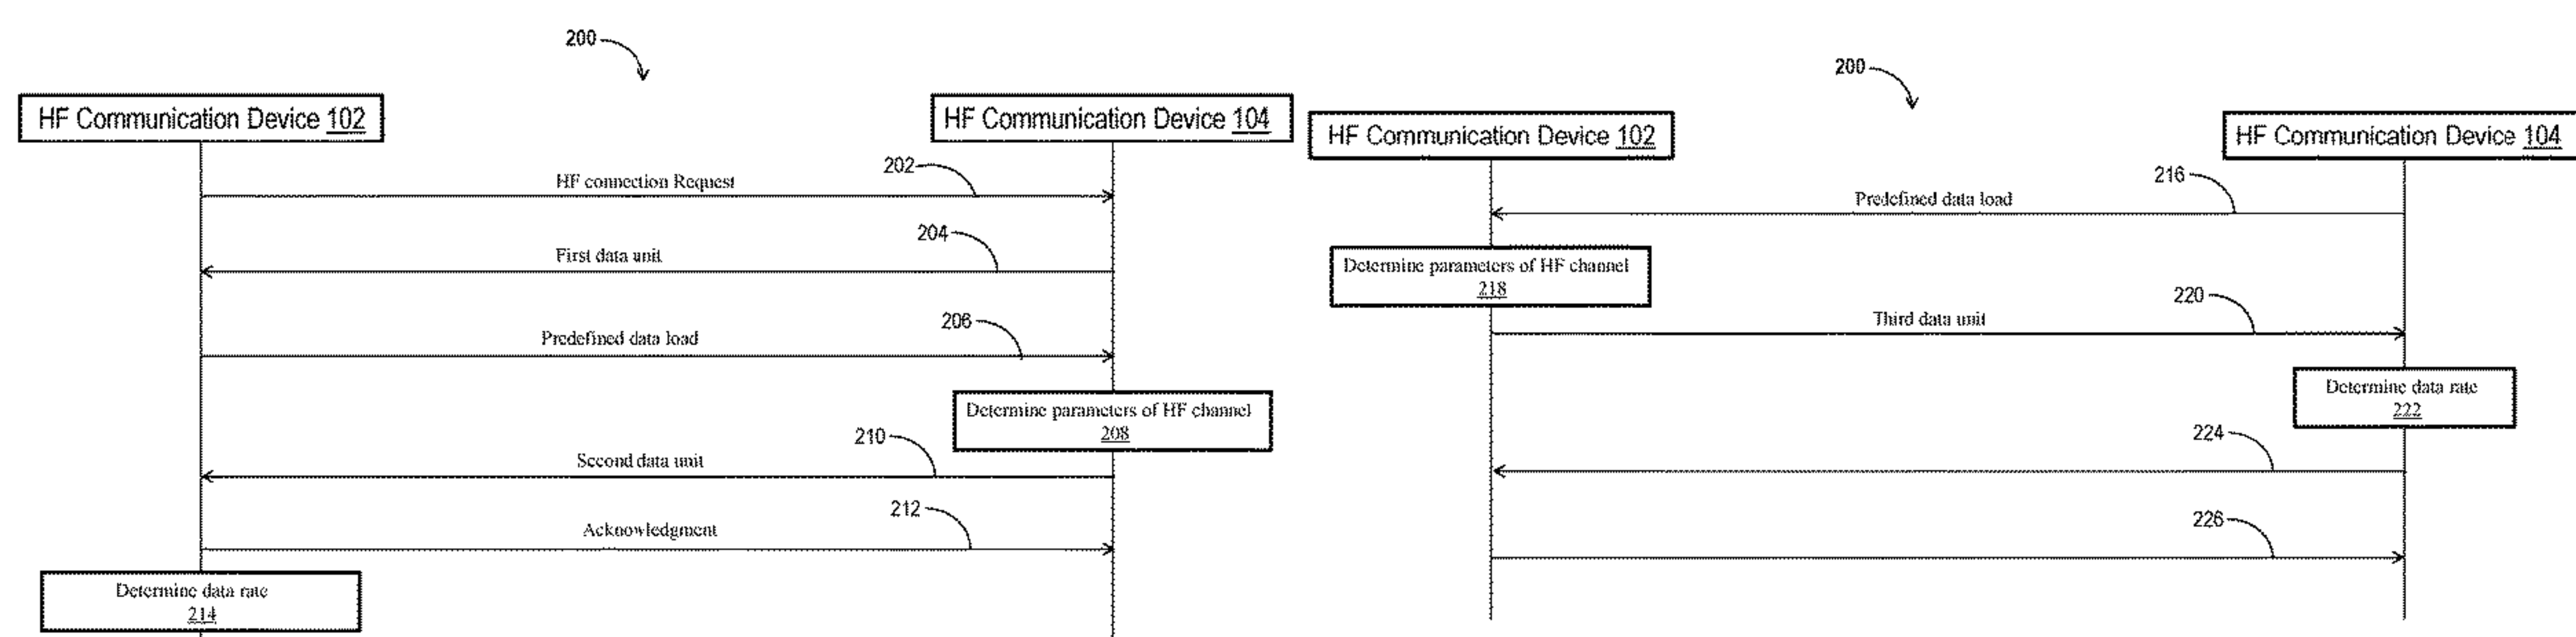 200
HF Communication Device 102
HF Communication Device 104
202
HF connection Request
204
First data unit
206
Predefined data load
Determine parameters of HF channel
208
210
Second data unit
212
Acknowledgment
Determine data rate
214
200
HF Communication Device 102
HF Communication Device 104
216
Predefined data load
Determine parameters of HF channel
218
220
Third data unit
Determine data rate
222
224
226